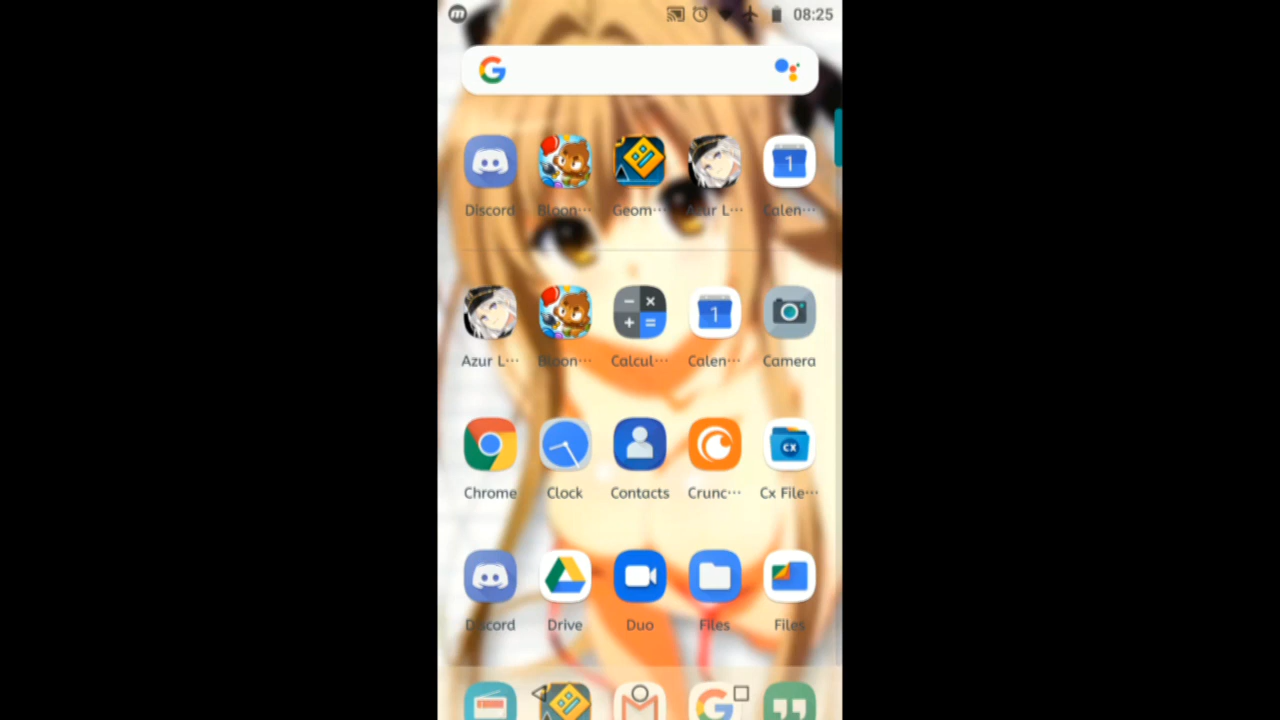 08:25
Discord Bloon··· Geom··· Azur L··· Calen···
Azur L··· Bloon··· Calcul··· Calen··· Camera
Chrome Clock Contacts Crunc··· Cx File···
Discord Drive Duo Files Files